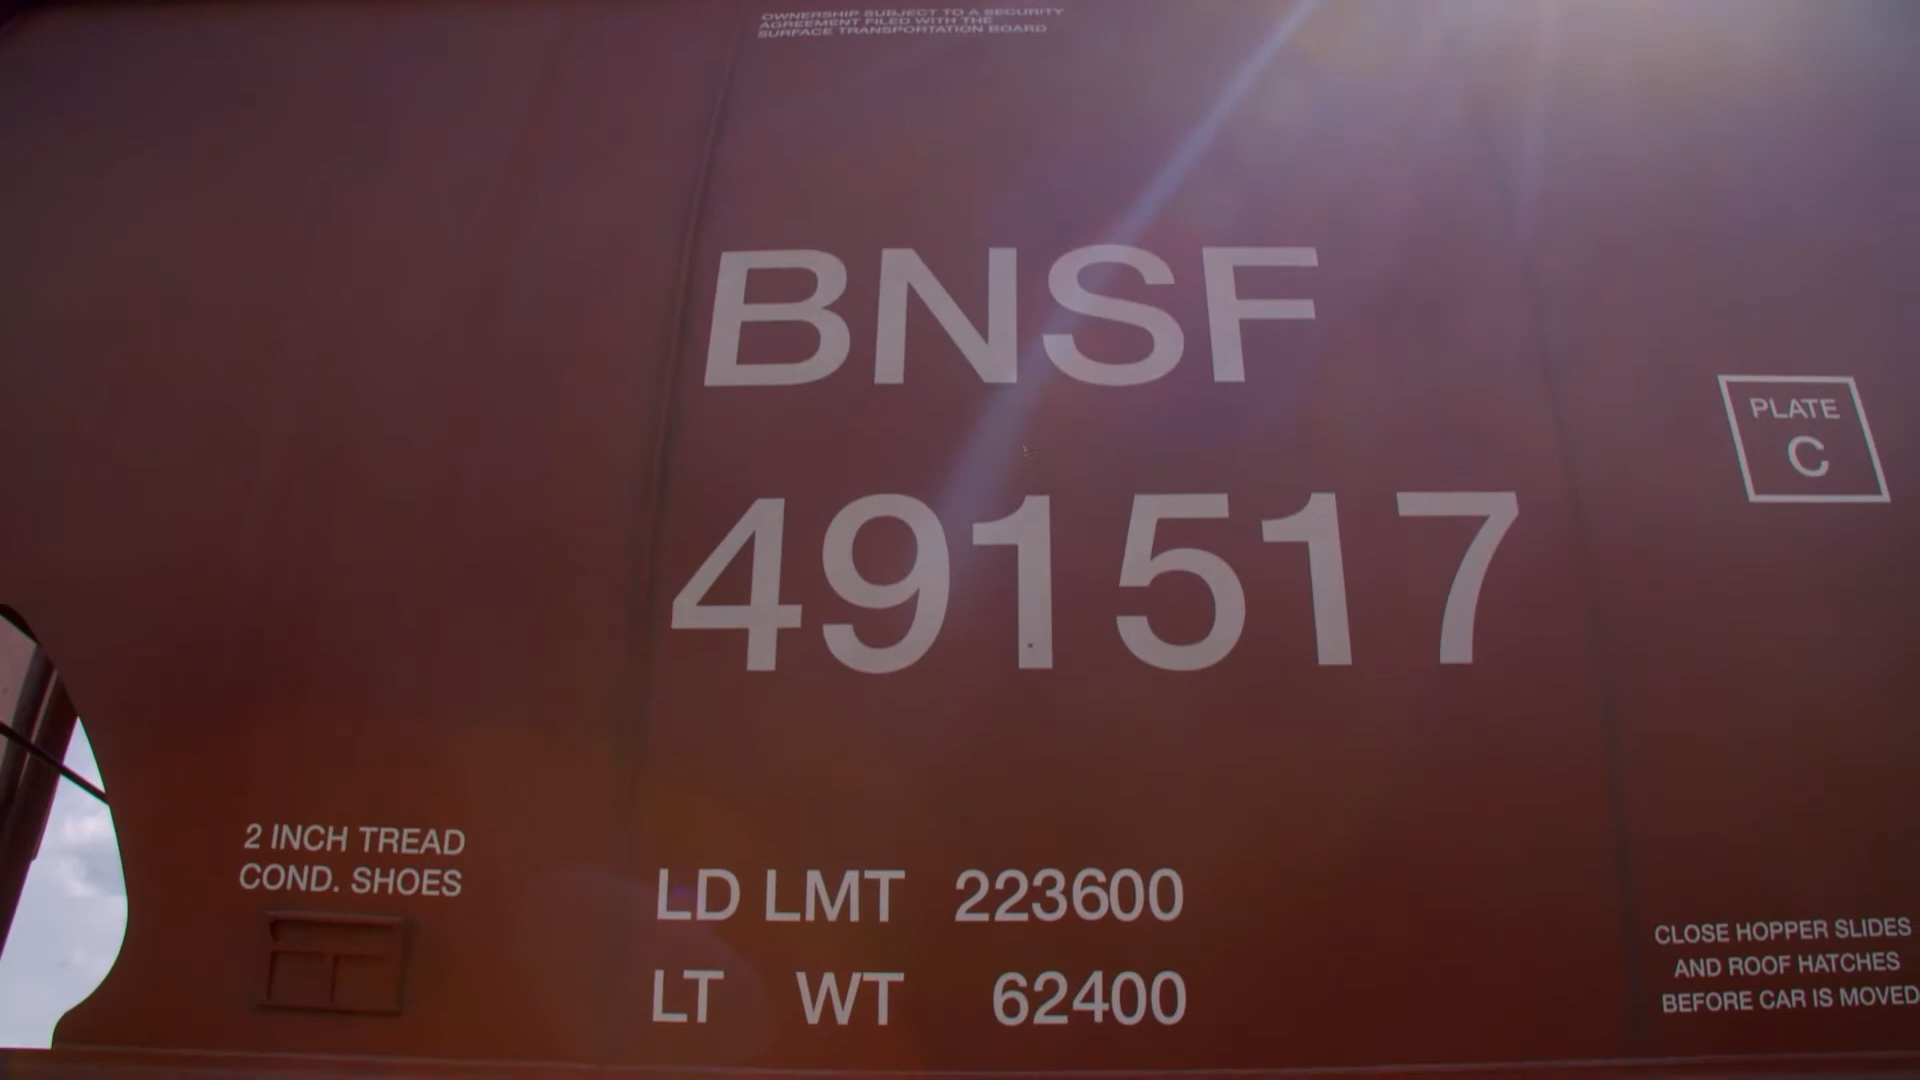 OWNERSHIP SUBJECT TO A SECURITY
AGREEMENT FILED WITH THE
SURFACE TRANSPORTATION BOARD
BNSF
491517
PLATE
C
2 INCH TREAD
COND. SHOES
LD LMT 223600
LT WT 62400
CLOSE HOPPER SLIDES
AND ROOF HATCHES
BEFORE CAR IS MOVED